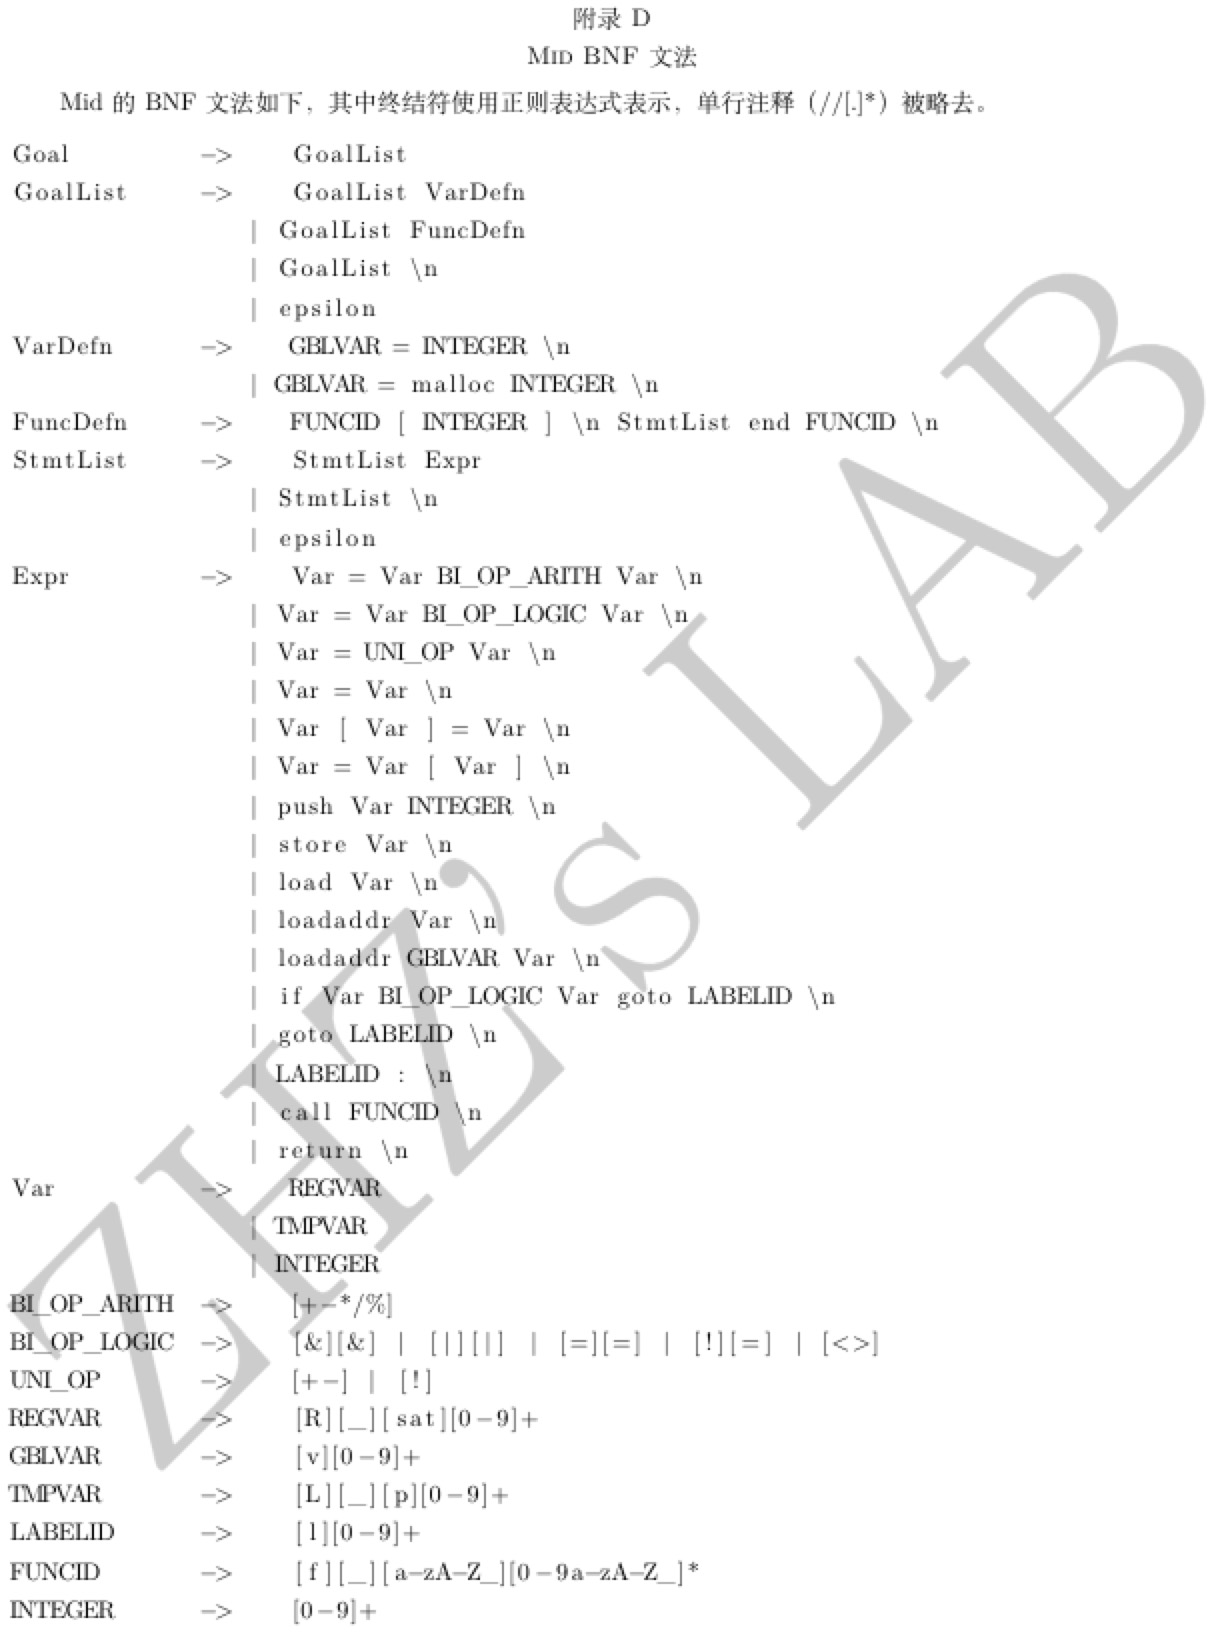 附录 D
MID BNF 文法
Mid 的 BNF 文法如下，其中终结符使用正则表达式表示，单行注释（//[.]*）被略去。
Goal -> GoalList
GoalList -> GoalList VarDefn
| GoalList FuncDefn
| GoalList \n
| epsilon
VarDefn -> GBLVAR = INTEGER \n
| GBLVAR = malloc INTEGER \n
FuncDefn -> FUNCID [ INTEGER ] \n StmtList end FUNCID \n
StmtList -> StmtList Expr
| StmtList \n
| epsilon
Expr -> Var = Var BI_OP_ARITH Var \n
| Var = Var BI_OP_LOGIC Var \n
| Var = UNI_OP Var \n
| Var = Var \n
| Var [ Var ] = Var \n
| Var = Var [ Var ] \n
| push Var INTEGER \n
| store Var \n
| load Var \n
| loadaddr Var \n
| loadaddr GBLVAR Var \n
| if Var BI_OP_LOGIC Var goto LABELID \n
| goto LABELID \n
| LABELID : \n
| call FUNCID \n
| return \n
Var -> REGVAR
| TMPVAR
| INTEGER
BI_OP_ARITH -> [+-*/%]
BI_OP_LOGIC -> [&][&] | [|][|] | [=][=] | [!][=] | [<>]
UNI_OP -> [+-] | [!]
REGVAR -> [R][_][sat][0-9]+
GBLVAR -> [v][0-9]+
TMPVAR -> [L][_][p][0-9]+
LABELID -> [l][0-9]+
FUNCID -> [f][_][a-zA-Z_][0-9a-zA-Z_]*
INTEGER -> [0-9]+
ZHZ's LAB